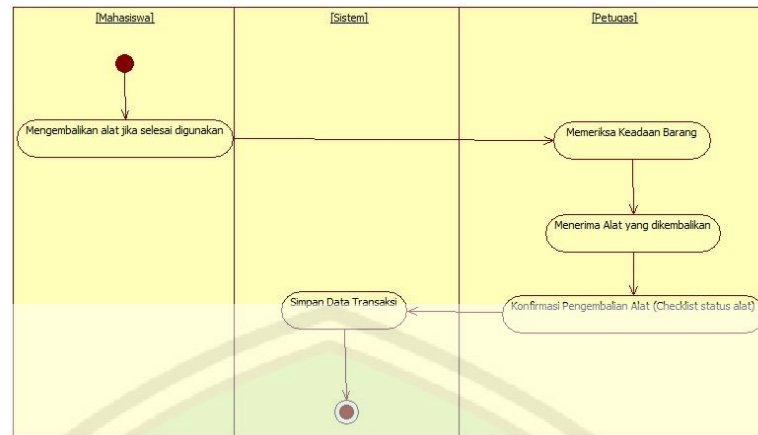 [Mahasiswa]
[Sistem]
[Petugas]
Mengembalikan alat jika selesai digunakan
Memeriksa Keadaan Barang
Menerima Alat yang dikembalikan
Konfirmasi Pengembalian Alat (Checklist status alat)
Simpan Data Transaksi